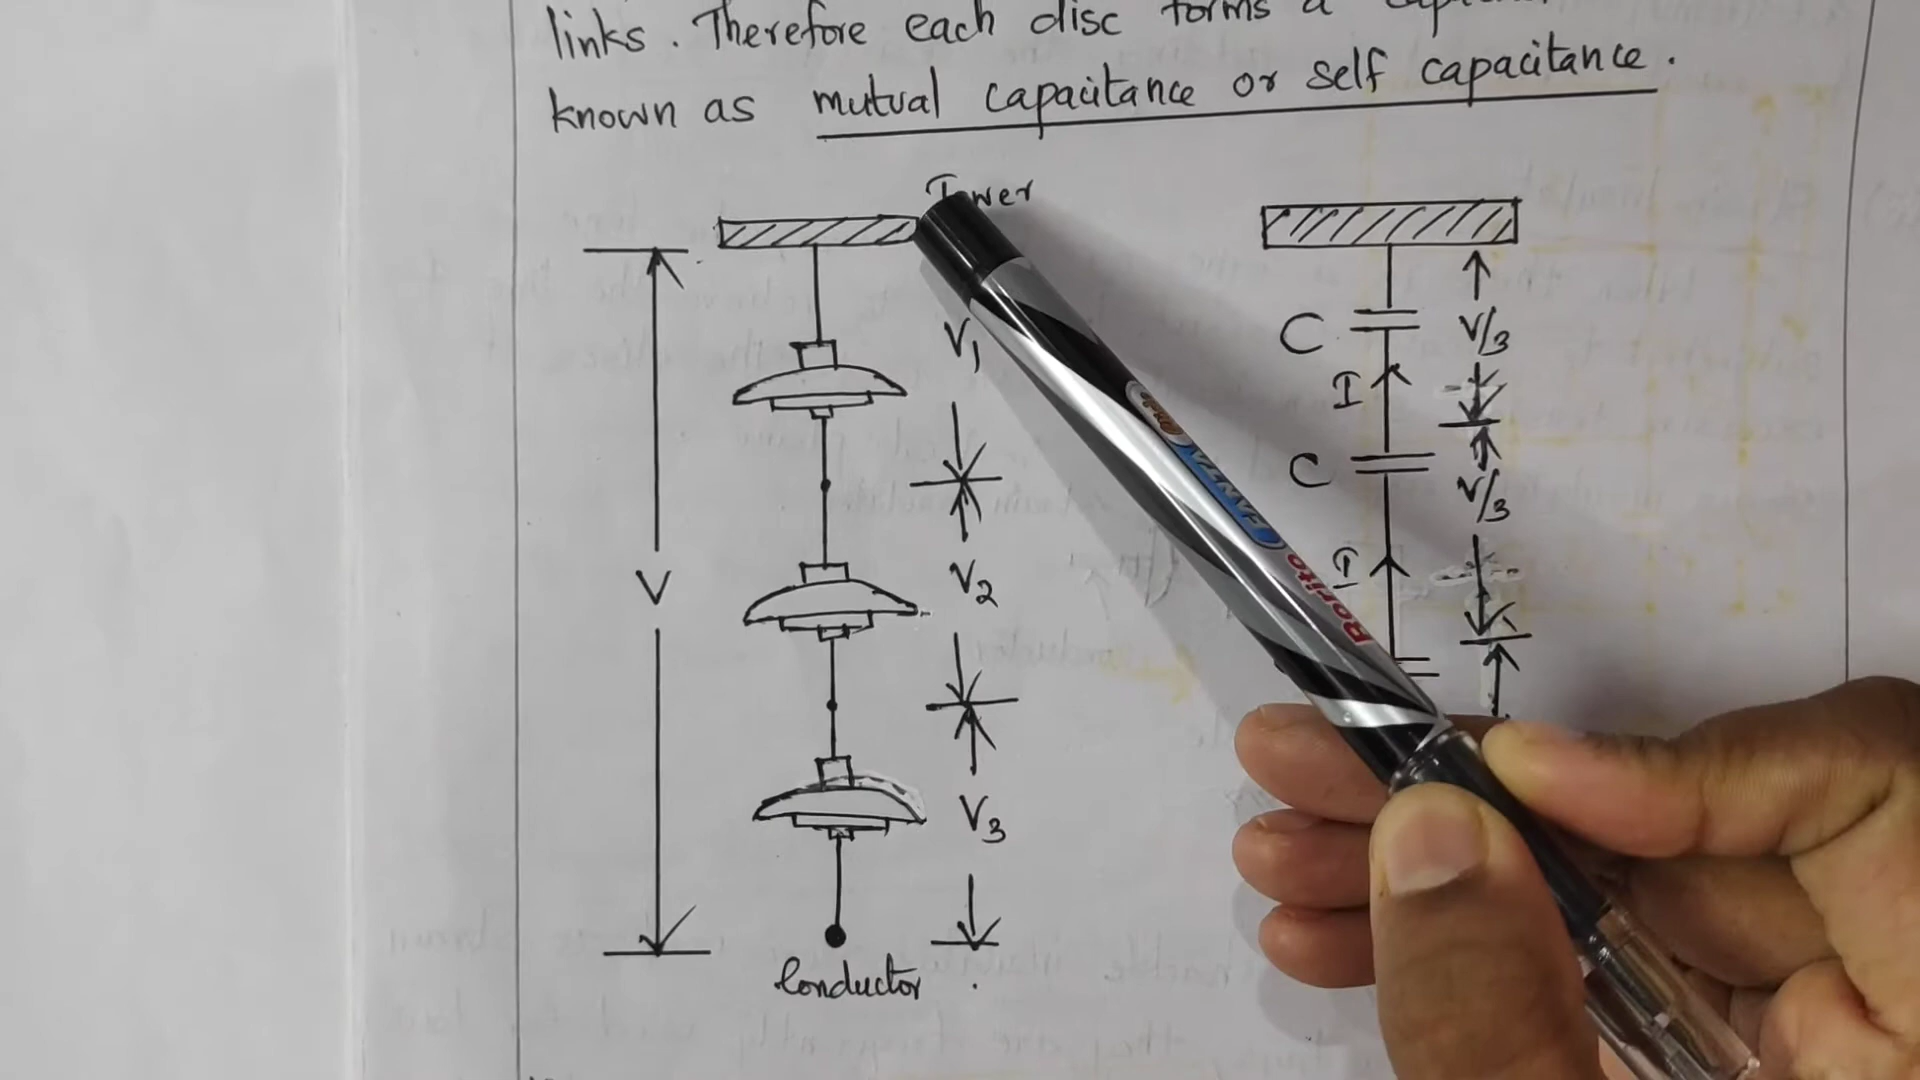 links. Therefore each disc forms a
known as mutual capacitance or self capacitance.
Tower
V1
V
V2
V3
Conductor
C
V/3
I
C
V/3
I
Rorito
FANTA